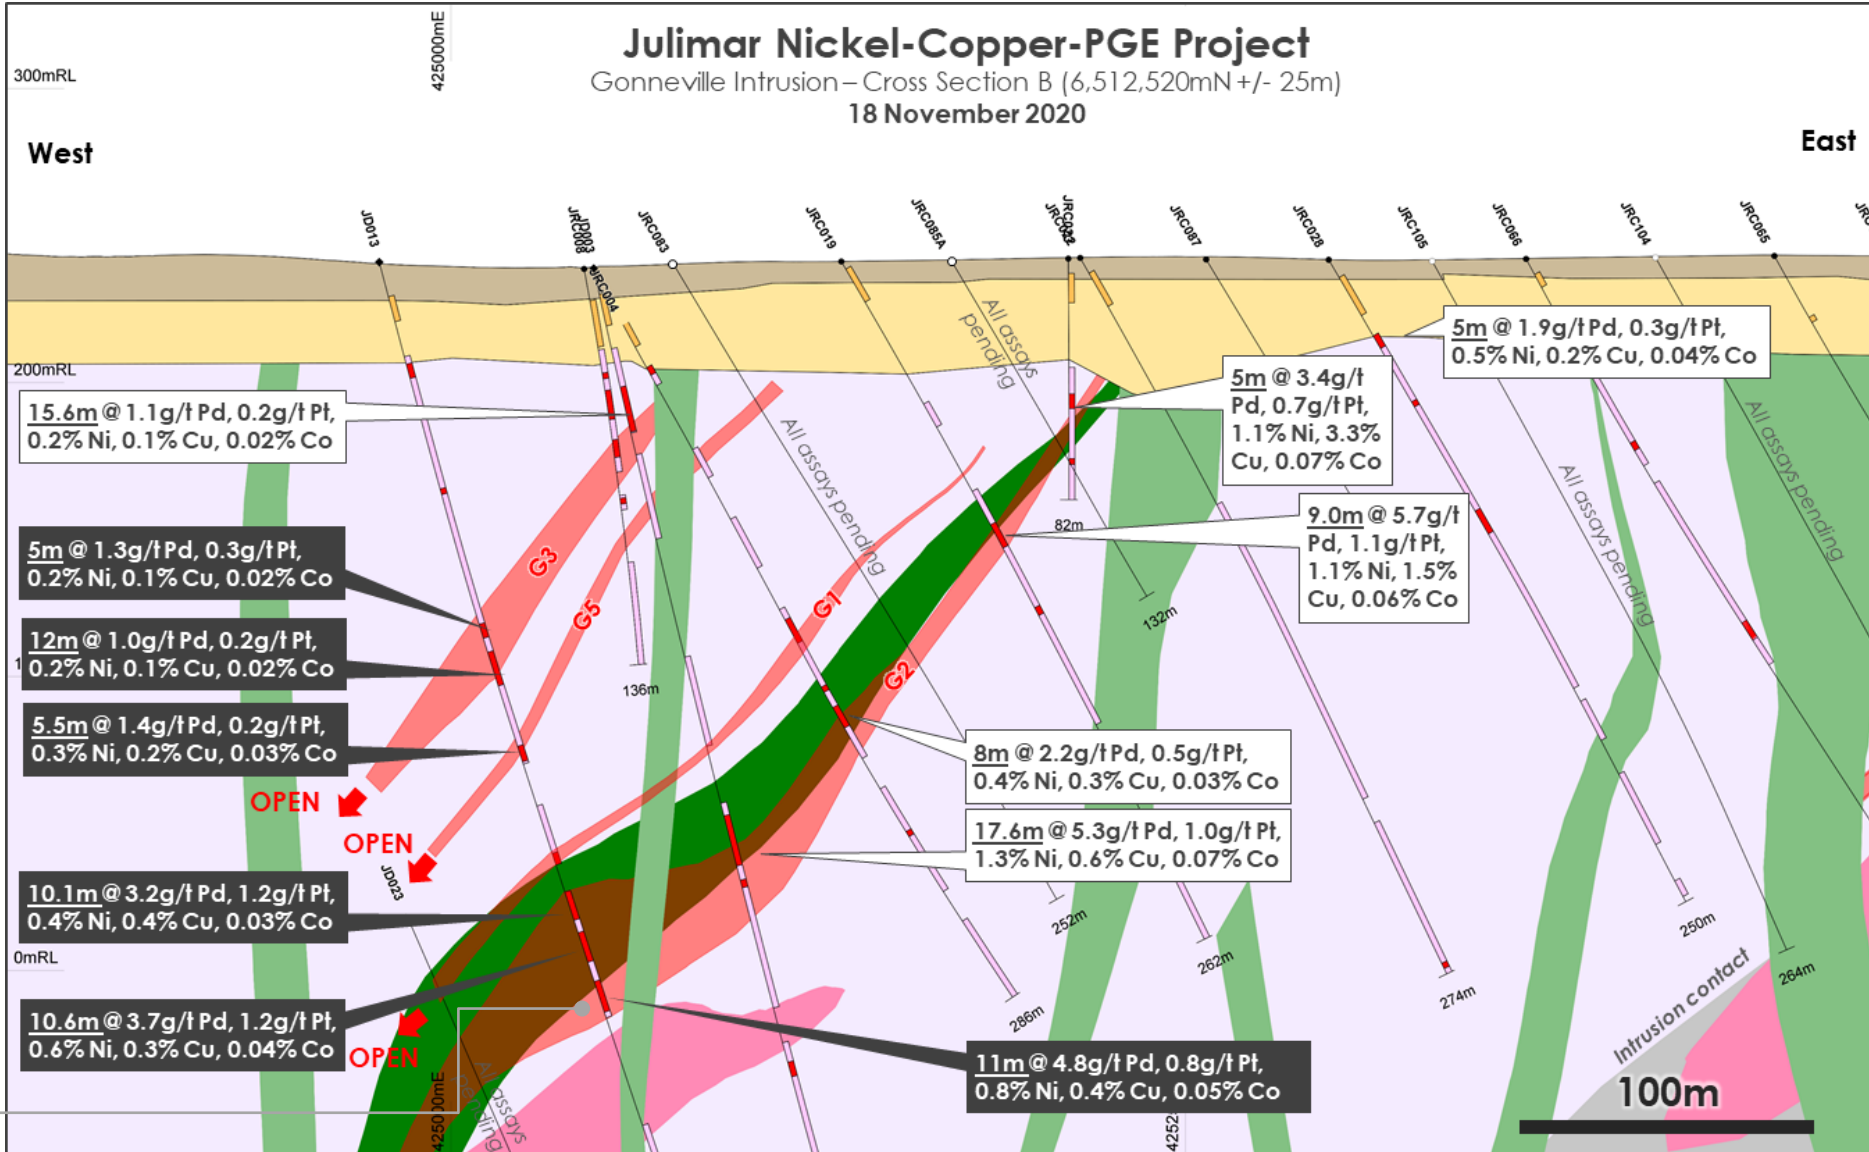 Julimar Nickel-Copper-PGE Project
Gonneville Intrusion – Cross Section B (6,512,520mN +/- 25m)
18 November 2020
425000mE
300mRL
West
East
JD013
JRC008
JD003
JRC004
JRC083
JRC019
JRC085A
JRC022
JRC087
JRC028
JRC105
JRC066
JRC104
JRC065
200mRL
All assays
pending
5m @ 1.9g/t Pd, 0.3g/t Pt,
0.5% Ni, 0.2% Cu, 0.04% Co
5m @ 3.4g/t
Pd, 0.7g/t Pt,
1.1% Ni, 3.3%
Cu, 0.07% Co
15.6m @ 1.1g/t Pd, 0.2g/t Pt,
0.2% Ni, 0.1% Cu, 0.02% Co
All assays pending
All assays pending
All assays pending
82m
9.0m @ 5.7g/t
Pd, 1.1g/t Pt,
1.1% Ni, 1.5%
Cu, 0.06% Co
5m @ 1.3g/t Pd, 0.3g/t Pt,
0.2% Ni, 0.1% Cu, 0.02% Co
G3
G5
G1
G2
132m
12m @ 1.0g/t Pd, 0.2g/t Pt,
0.2% Ni, 0.1% Cu, 0.02% Co
136m
5.5m @ 1.4g/t Pd, 0.2g/t Pt,
0.3% Ni, 0.2% Cu, 0.03% Co
8m @ 2.2g/t Pd, 0.5g/t Pt,
0.4% Ni, 0.3% Cu, 0.03% Co
OPEN
OPEN
17.6m @ 5.3g/t Pd, 1.0g/t Pt,
1.3% Ni, 0.6% Cu, 0.07% Co
JD023
10.1m @ 3.2g/t Pd, 1.2g/t Pt,
0.4% Ni, 0.4% Cu, 0.03% Co
252m
250m
0mRL
262m
264m
274m
286m
Intrusion contact
10.6m @ 3.7g/t Pd, 1.2g/t Pt,
0.6% Ni, 0.3% Cu, 0.04% Co
OPEN
11m @ 4.8g/t Pd, 0.8g/t Pt,
0.8% Ni, 0.4% Cu, 0.05% Co
All assays
pending
425000mE
4252
100m